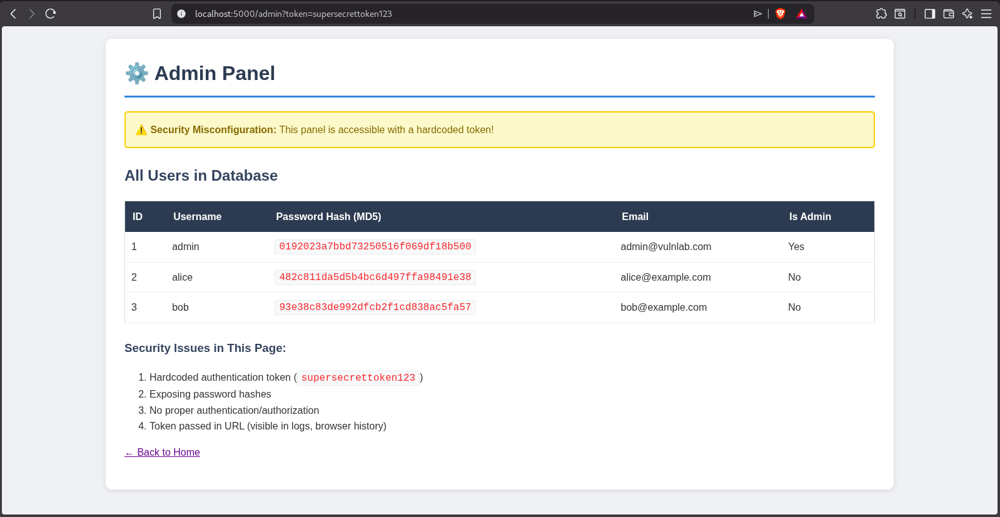 localhost:5000/admin?token=supersecrettoken123
⚙️ Admin Panel
⚠️ Security Misconfiguration: This panel is accessible with a hardcoded token!
All Users in Database
ID Username Password Hash (MD5) Email Is Admin
1 admin 0192023a7bbd73250516f069df18b500 admin@vulnlab.com Yes
2 alice 482c811da5d5b4bc6d497ffa98491e38 alice@example.com No
3 bob 93e38c83de992dfcb2f1cd838ac5fa57 bob@example.com No
Security Issues in This Page:
1. Hardcoded authentication token (supersecrettoken123)
2. Exposing password hashes
3. No proper authentication/authorization
4. Token passed in URL (visible in logs, browser history)
← Back to Home